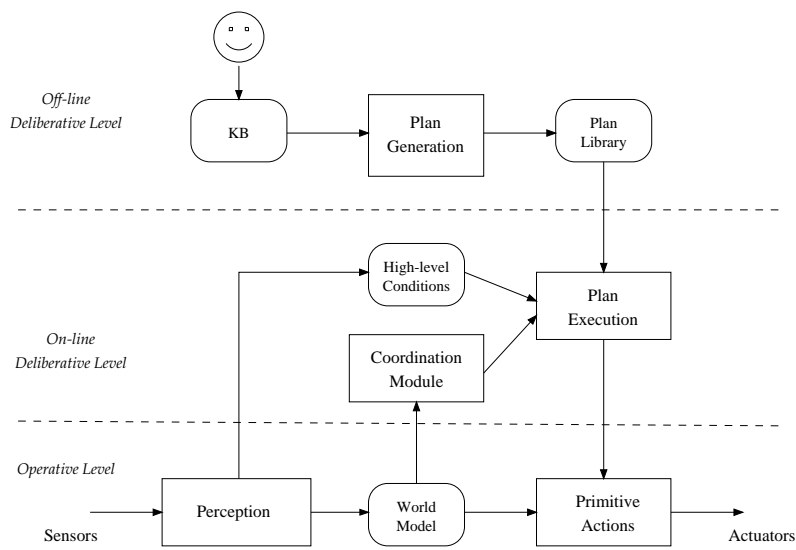 Off-line
Deliberative Level
KB
Plan
Generation
Plan
Library
High-level
Conditions
Plan
Execution
On-line
Deliberative Level
Coordination
Module
Operative Level
Sensors
Perception
World
Model
Primitive
Actions
Actuators